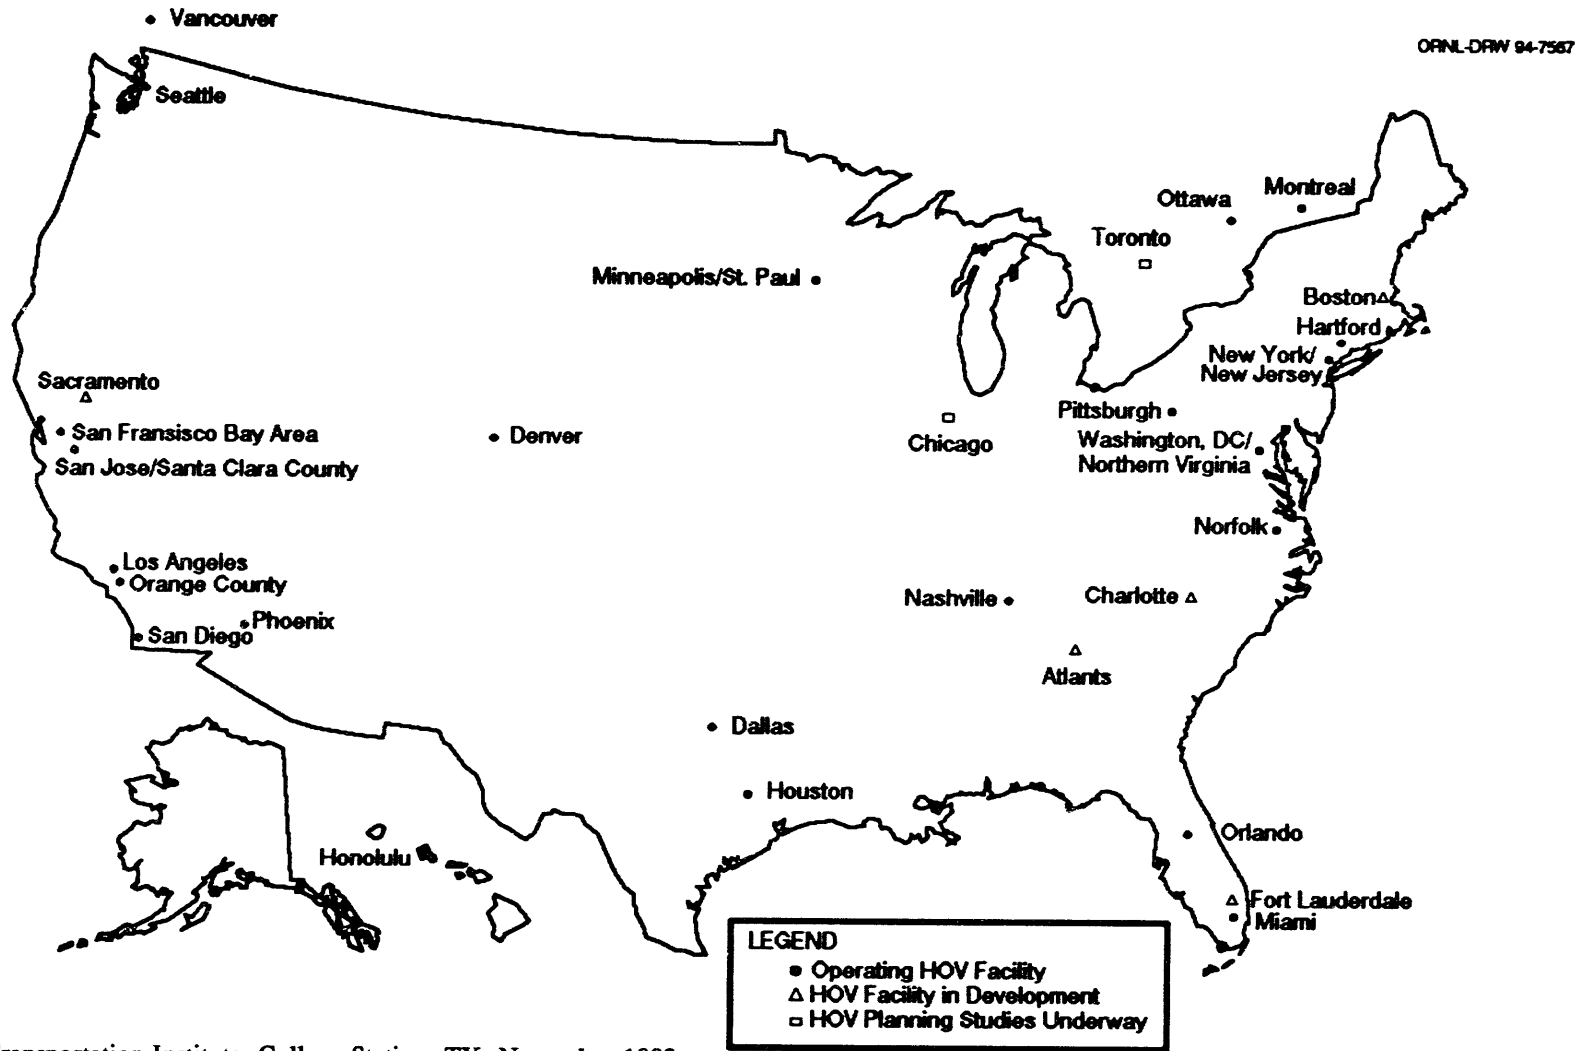 Vancouver
ORNL-DRW 94-7567
Seattle
Ottawa
Montreal
Toronto
Minneapolis/St. Paul
Boston
Hartford
New York/
New Jersey
Sacramento
Pittsburgh
San Fransisco Bay Area
Denver
Chicago
Washington, DC/
Northern Virginia
San Jose/Santa Clara County
Norfolk
Los Angeles
Orange County
Nashville
Charlotte
Phoenix
San Diego
Atlants
Dallas
Houston
Orlando
Honolulu
Fort Lauderdale
Miami
LEGEND
Operating HOV Facility
HOV Facility in Development
HOV Planning Studies Underway